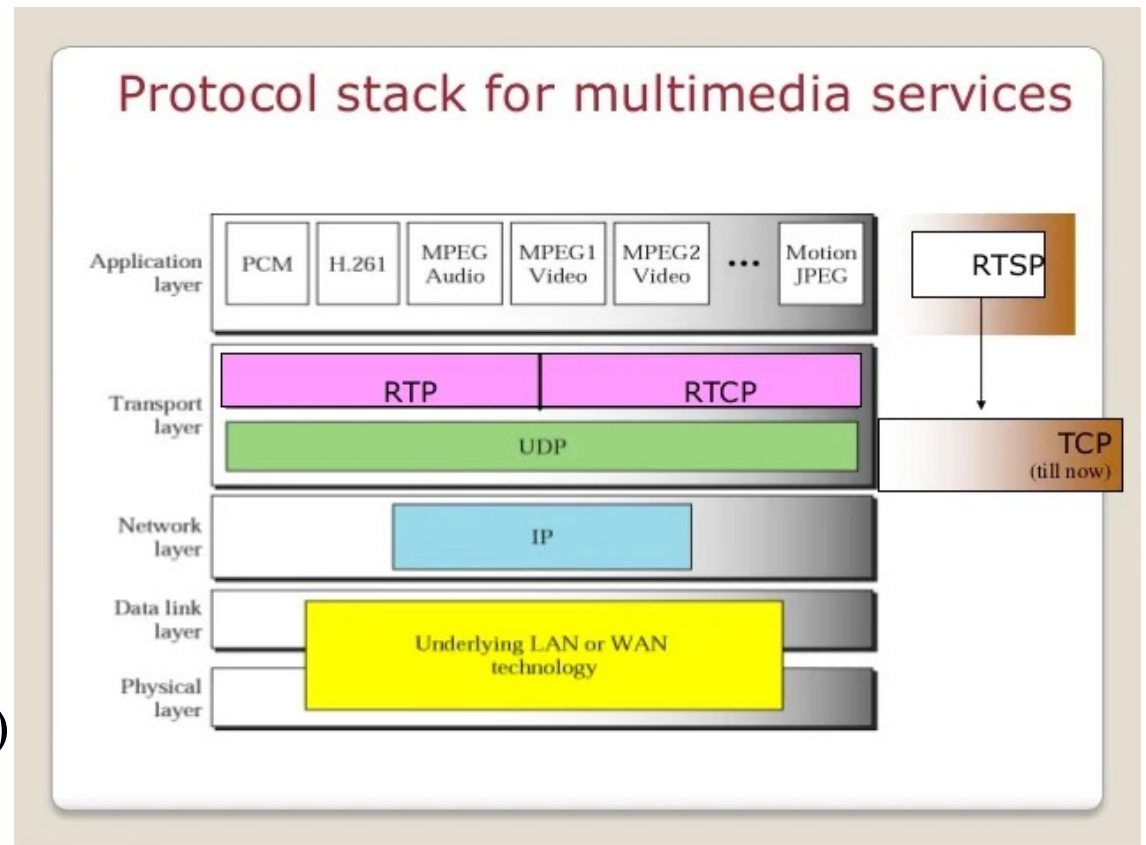 Protocol stack for multimedia services
Application
layer
PCM
H.261
MPEG
Audio
MPEG1
Video
MPEG2
Video
...
Motion
JPEG
RTSP
Transport
layer
RTP
RTCP
UDP
TCP
(till now)
Network
layer
IP
Data link
layer
Underlying LAN or WAN
technology
Physical
layer
)